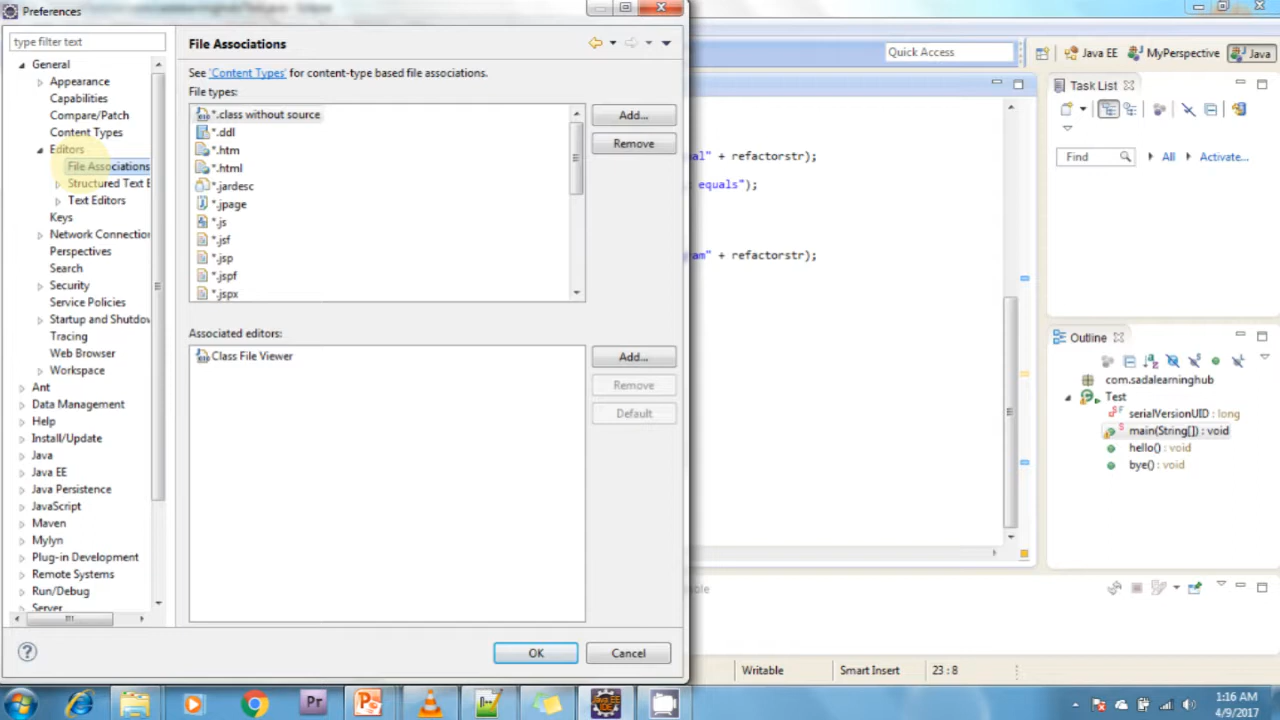 Preferences
type filter text
General
Appearance
Capabilities
Compare/Patch
Content Types
Editors
File Associations
Structured Text E
Text Editors
Keys
Network Connection
Perspectives
Search
Security
Service Policies
Startup and Shutdow
Tracing
Web Browser
Workspace
Ant
Data Management
Help
Install/Update
Java
Java EE
Java Persistence
JavaScript
Maven
Mylyn
Plug-in Development
Remote Systems
Run/Debug
Server
File Associations
See 'Content Types' for content-type based file associations.
File types:
*.class without source
*.ddl
*.htm
*.html
*.jardesc
*.jpage
*.js
*.jsf
*.jsp
*.jspf
*.jspx
Add...
Remove
Associated editors:
Class File Viewer
Add...
Remove
Default
OK
Cancel
Quick Access
Java EE
MyPerspective
Java
al" + refactorstr);
equals");
am" + refactorstr);
Task List
Find
All
Activate...
Outline
com.sadalearninghub
Test
serialVersionUID : long
main(String[]) : void
hello() : void
bye() : void
Writable
Smart Insert
23 : 8
Pr
1:16 AM
4/9/2017